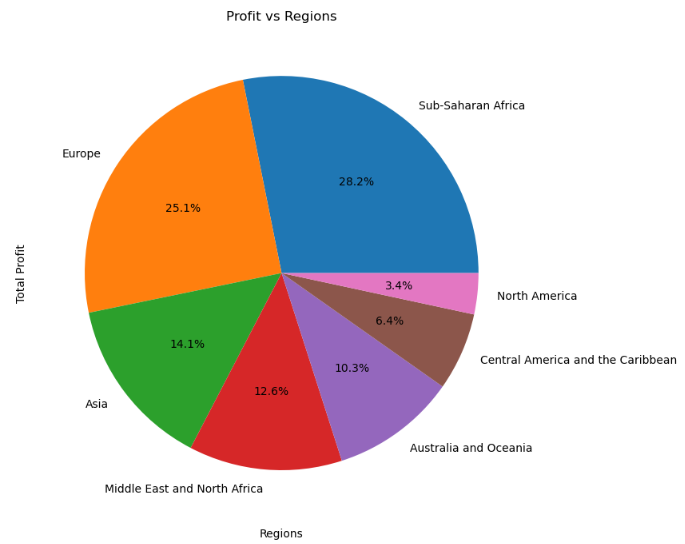 Profit vs Regions
Sub-Saharan Africa
Europe
28.2%
25.1%
Total Profit
3.4%
North America
6.4%
14.1%
Central America and the Caribbean
10.3%
12.6%
Asia
Australia and Oceania
Middle East and North Africa
Regions